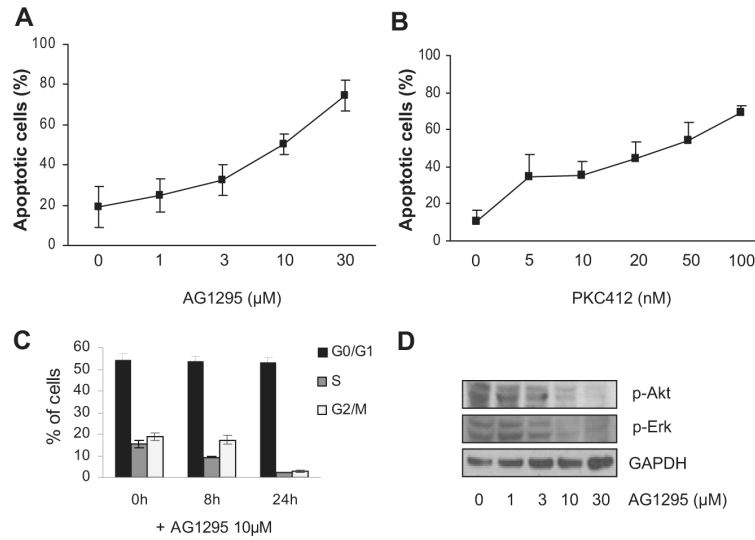 A
Apoptotic cells (%)
100
80
60
40
20
0
0 1 3 10 30
AG1295 (µM)
B
Apoptotic cells (%)
100
80
60
40
20
0
0 5 10 20 50 100
PKC412 (nM)
C
% of cells
60
50
40
30
20
10
0
0h 8h 24h
+ AG1295 10µM
G0/G1
S
G2/M
D
p-Akt
p-Erk
GAPDH
0 1 3 10 30 AG1295 (µM)